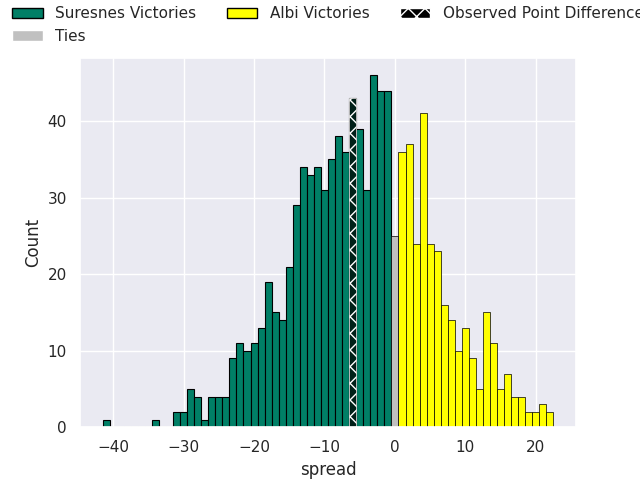 Suresnes Victories Albi Victories Observed Point Difference
Ties
40
30
20
10
0
Count
−40 −30 −20 −10 0 10 20
spread